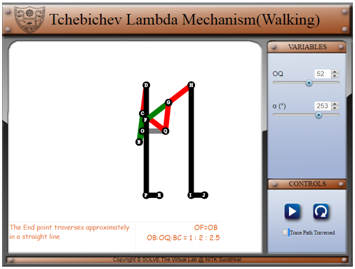 Tchebichev Lambda Mechanism(Walking)
VARIABLES
OQ
52
α (°)
253
The End point traverses approximately
in a straight line
OF=OB
OB:OQ:BC = 1 : 2 : 2.5
CONTROLS
Trace Path Traversed
Copyright © SOLVE The Virtual Lab @ NITK Surathkal